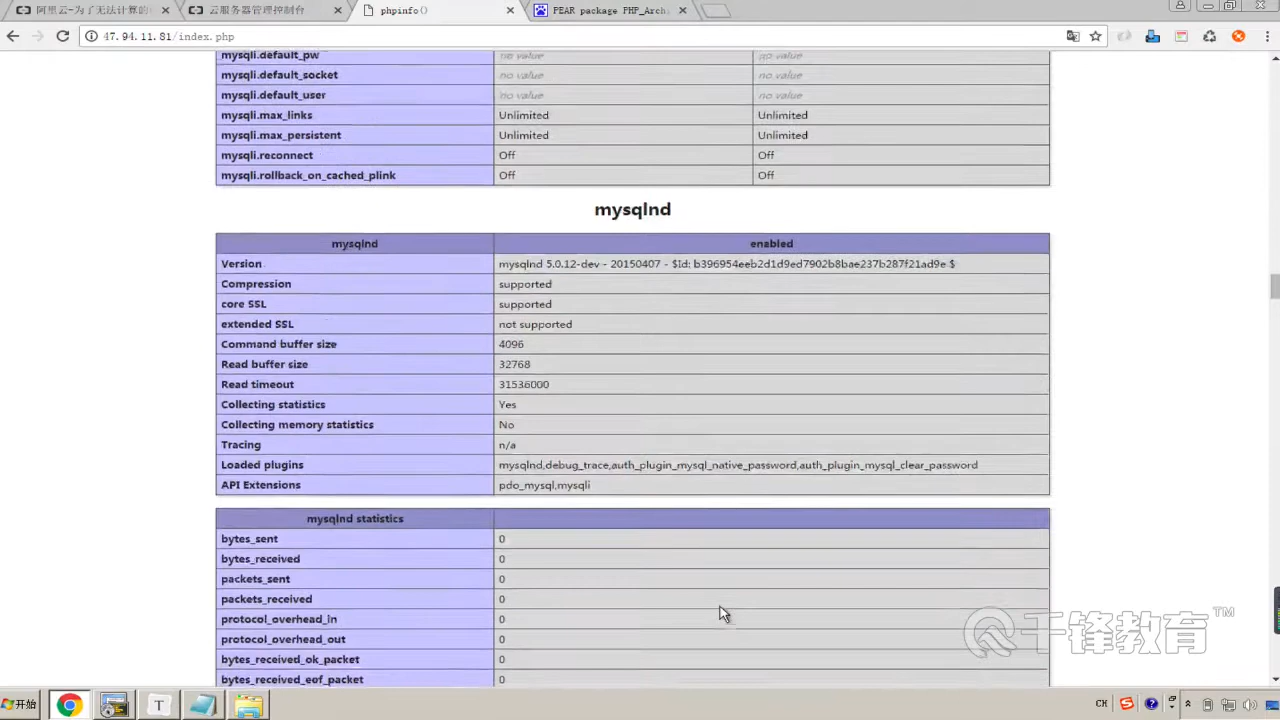 阿里云-为了无法计算的
云服务器管理控制台
phpinfo()
PEAR package PHP_Arch
47.94.11.81/index.php
mysqli.default_pw no value no value
mysqli.default_socket no value no value
mysqli.default_user no value no value
mysqli.max_links Unlimited Unlimited
mysqli.max_persistent Unlimited Unlimited
mysqli.reconnect Off Off
mysqli.rollback_on_cached_plink Off Off
mysqlnd
mysqlnd enabled
Version mysqlnd 5.0.12-dev - 20150407 - $Id: b396954eeb2d1d9ed7902b8bae237b287f21ad9e $
Compression supported
core SSL supported
extended SSL not supported
Command buffer size 4096
Read buffer size 32768
Read timeout 31536000
Collecting statistics Yes
Collecting memory statistics No
Tracing n/a
Loaded plugins mysqlnd,debug_trace,auth_plugin_mysql_native_password,auth_plugin_mysql_clear_password
API Extensions pdo_mysql,mysqli
mysqlnd statistics
bytes_sent 0
bytes_received 0
packets_sent 0
packets_received 0
protocol_overhead_in 0
protocol_overhead_out 0
bytes_received_ok_packet 0
bytes_received_eof_packet 0
千锋教育™
开始
CH